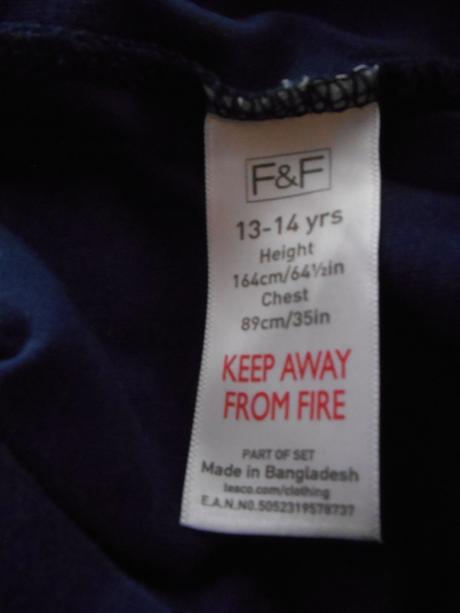 F&F
13-14 yrs
Height
164cm/64½in
Chest
89cm/35in
KEEP AWAY
FROM FIRE
PART OF SET
Made in Bangladesh
tesco.com/clothing
E.A.N.N0.5052319578737